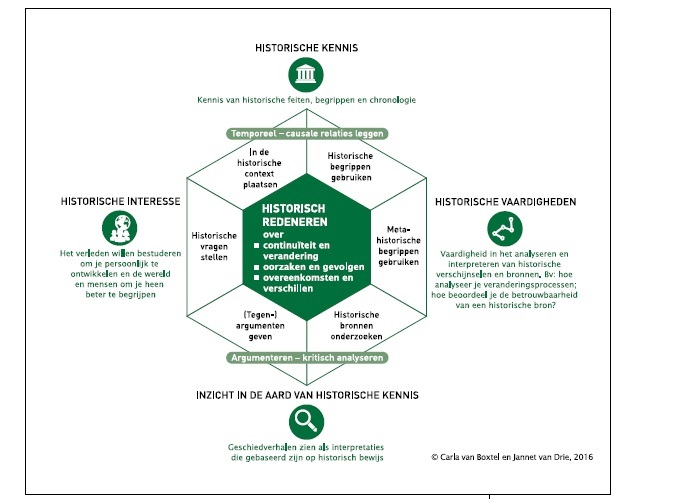 HISTORISCHE KENNIS
Kennis van historische feiten, begrippen en chronologie
Temporeel – causale relaties leggen
In de
historische
context
plaatsen
Historische
begrippen
gebruiken
HISTORISCHE INTERESSE
Het verleden willen bestuderen
om je persoonlijk te
ontwikkelen en de wereld
en mensen om je heen
beter te begrijpen
Historische
vragen
stellen
HISTORISCH
REDENEREN
over
continuïteit en
verandering
oorzaken en gevolgen
overeenkomsten en
verschillen
Meta-
historische
begrippen
gebruiken
HISTORISCHE VAARDIGHEDEN
Vaardigheid in het analyseren en
interpreteren van historische
verschijnselen en bronnen. Bv: hoe
analyseer je veranderingsprocessen;
hoe beoordeel je de betrouwbaarheid
van een historische bron?
(Tegen-)
argumenten
geven
Historische
bronnen
onderzoeken
Argumenteren – kritisch analyseren
INZICHT IN DE AARD VAN HISTORISCHE KENNIS
Geschiedverhalen zien als interpretaties
die gebaseerd zijn op historisch bewijs
© Carla van Boxtel en Jannet van Drie, 2016